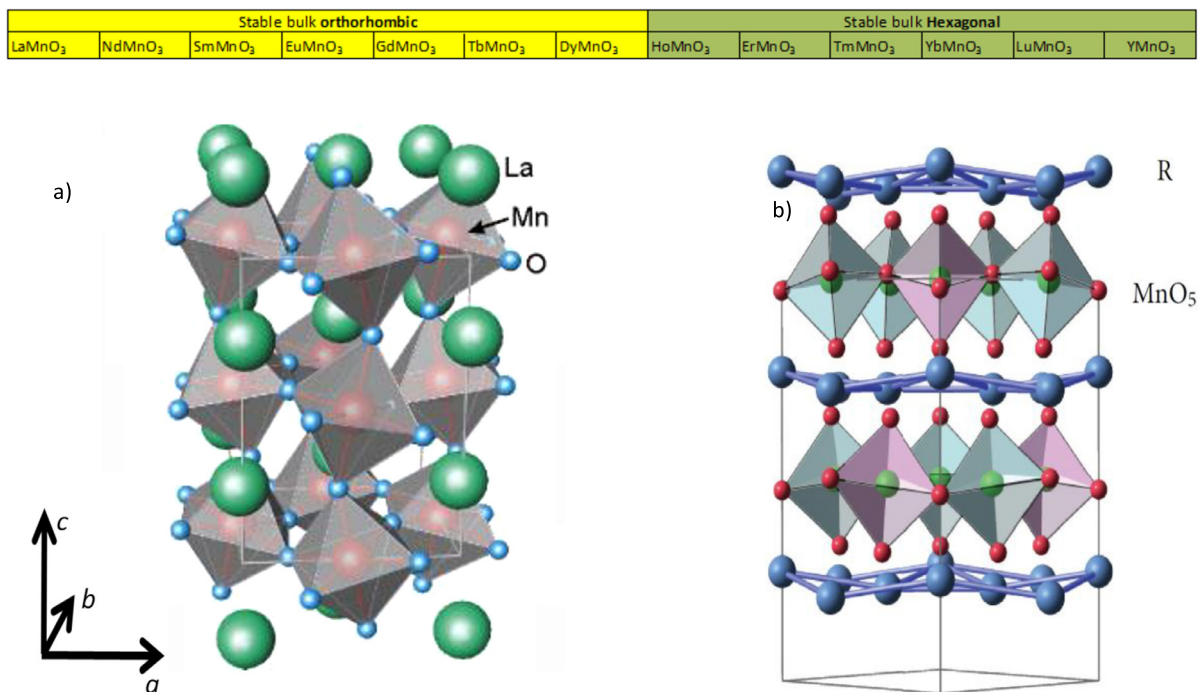 Stable bulk orthorhombic Stable bulk Hexagonal
LaMnO₃ NdMnO₃ SmMnO₃ EuMnO₃ GdMnO₃ TbMnO₃ DyMnO₃ HoMnO₃ ErMnO₃ TmMnO₃ YbMnO₃ LuMnO₃ YMnO₃
a)
La
Mn
O
c
b
a
b)
R
MnO₅